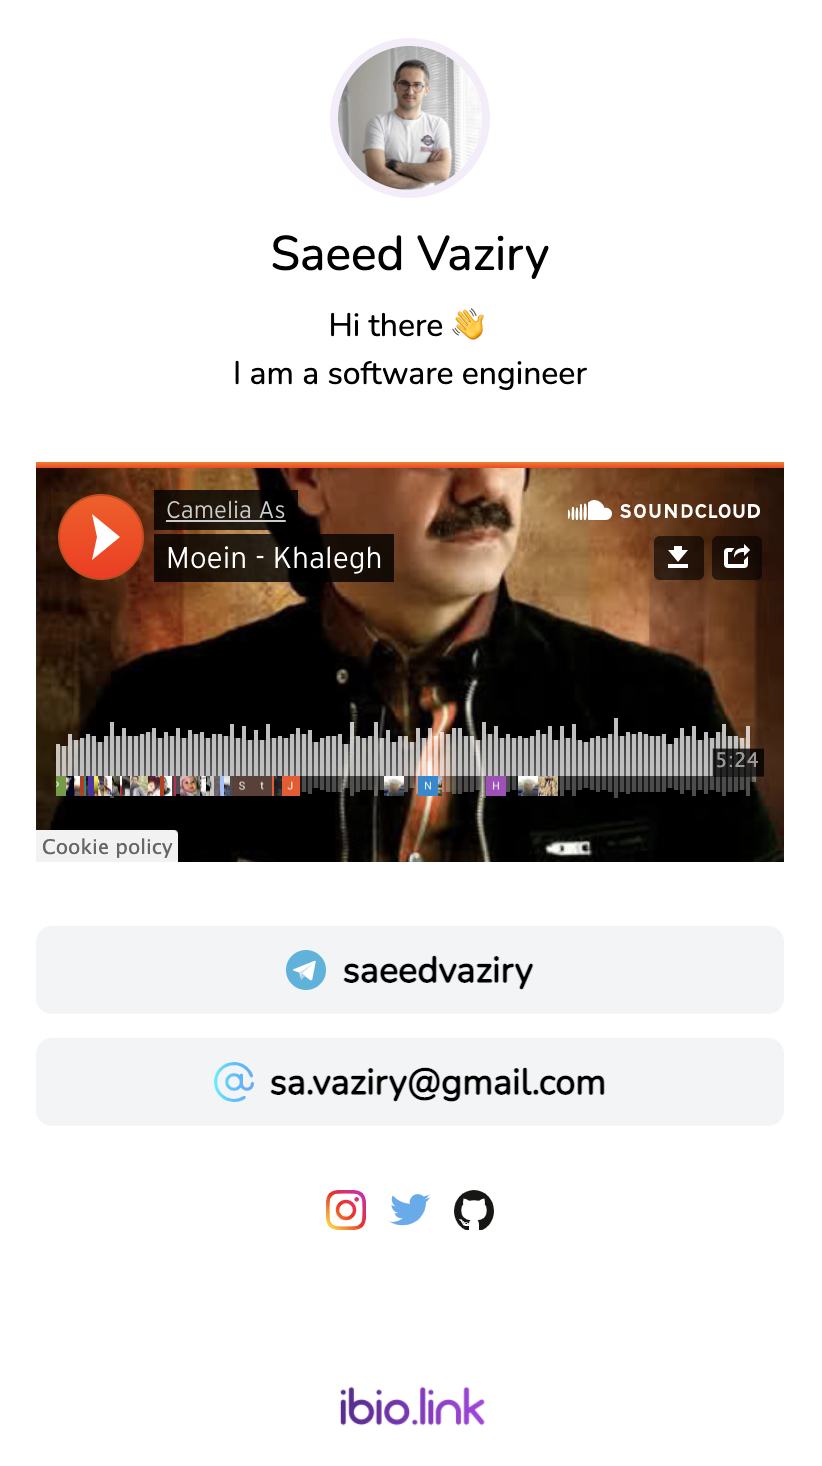 Saeed Vaziry
Hi there 👋
I am a software engineer
Camelia As
SOUNDCLOUD
Moein - Khalegh
5:24
S t J N H
Cookie policy
saeedvaziry
sa.vaziry@gmail.com
ibio.link